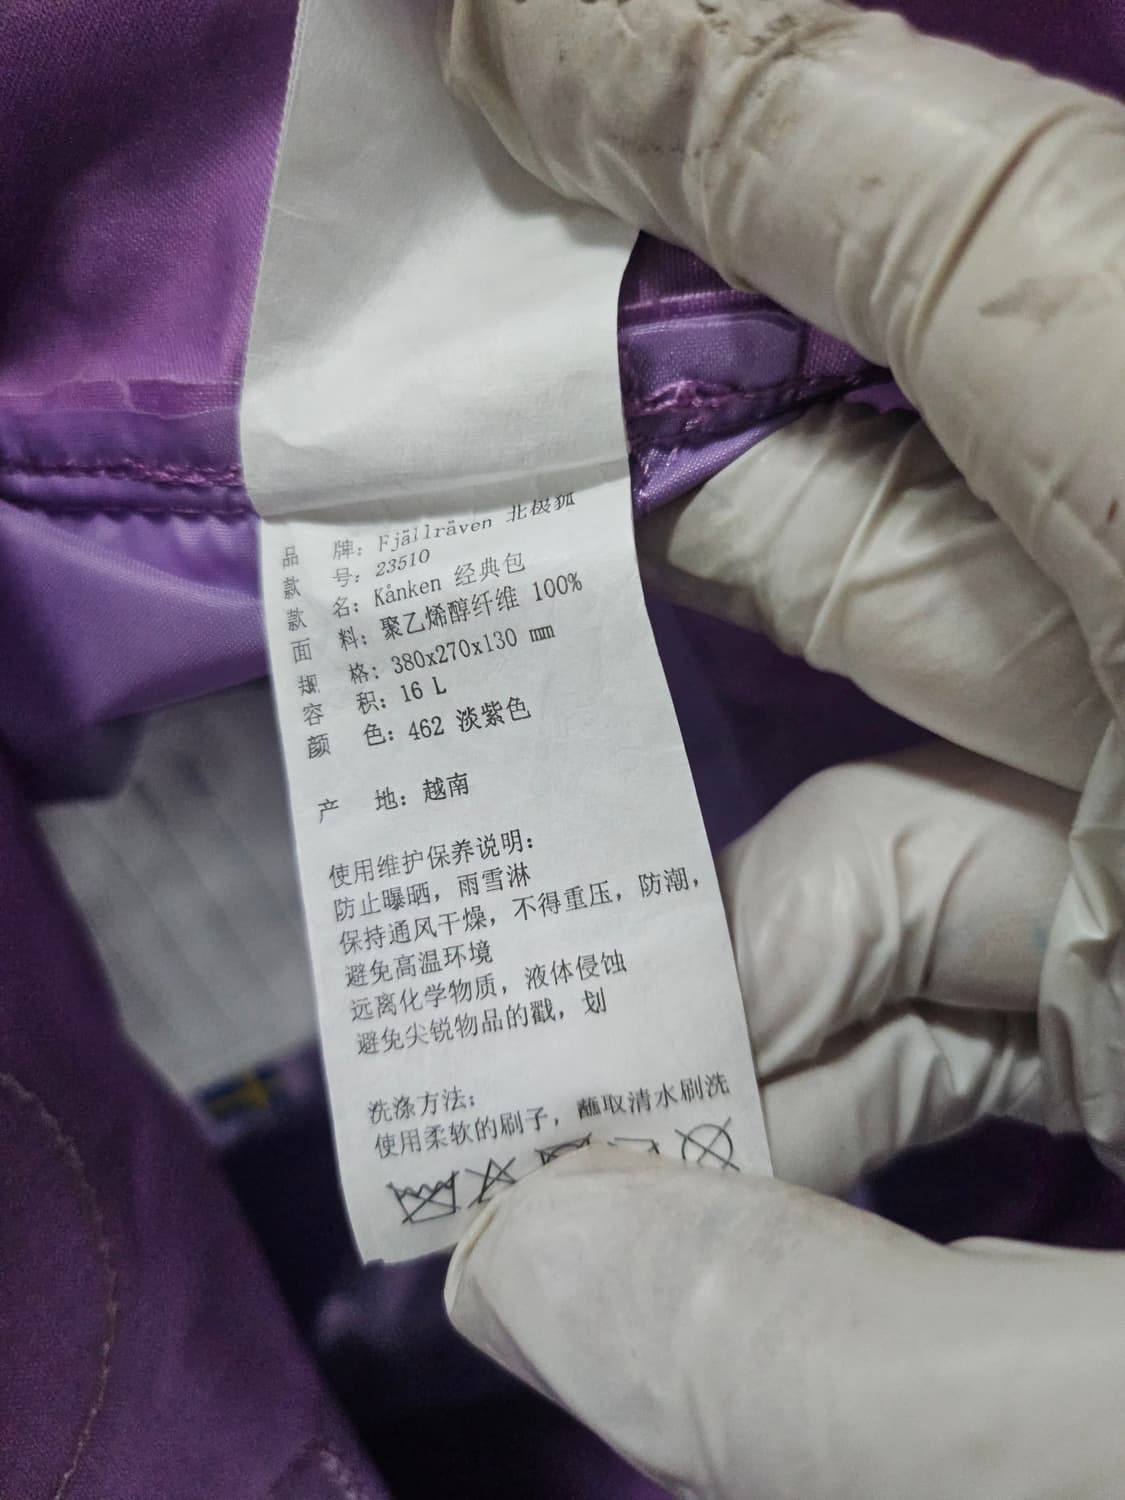 品 牌：Fjällräven 北极狐
款 号：23510
款 名：Kånken 经典包
面 料：聚乙烯醇纤维 100%
规 格：380x270x130 mm
容 积：16 L
颜 色：462 淡紫色
产 地：越南
使用维护保养说明：
防止曝晒，雨雪淋
保持通风干燥，不得重压，防潮，
避免高温环境
远离化学物质，液体侵蚀
避免尖锐物品的戳，划
洗涤方法：
使用柔软的刷子，蘸取清水刷洗